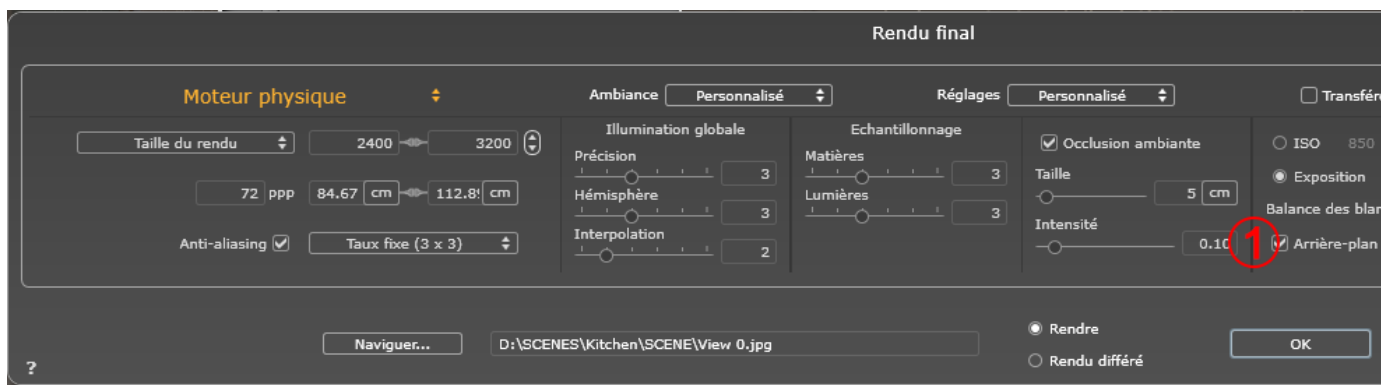 Rendu final
Moteur physique Ambiance Personnalisé Réglages Personnalisé Transfére
Taille du rendu 2400 3200
72 ppp 84.67 cm 112.8 cm
Anti-aliasing Taux fixe (3 x 3)
Illumination globale
Précision 3
Hémisphère 3
Interpolation 2
Echantillonnage
Matières 3
Lumières 3
Occlusion ambiante
Taille
5 cm
Intensité
0.10
1
ISO 850
Exposition
Balance des blan
Arrière-plan
Naviguer... D:\SCENES\Kitchen\SCENE\View 0.jpg
Rendre
Rendu différé
OK
?